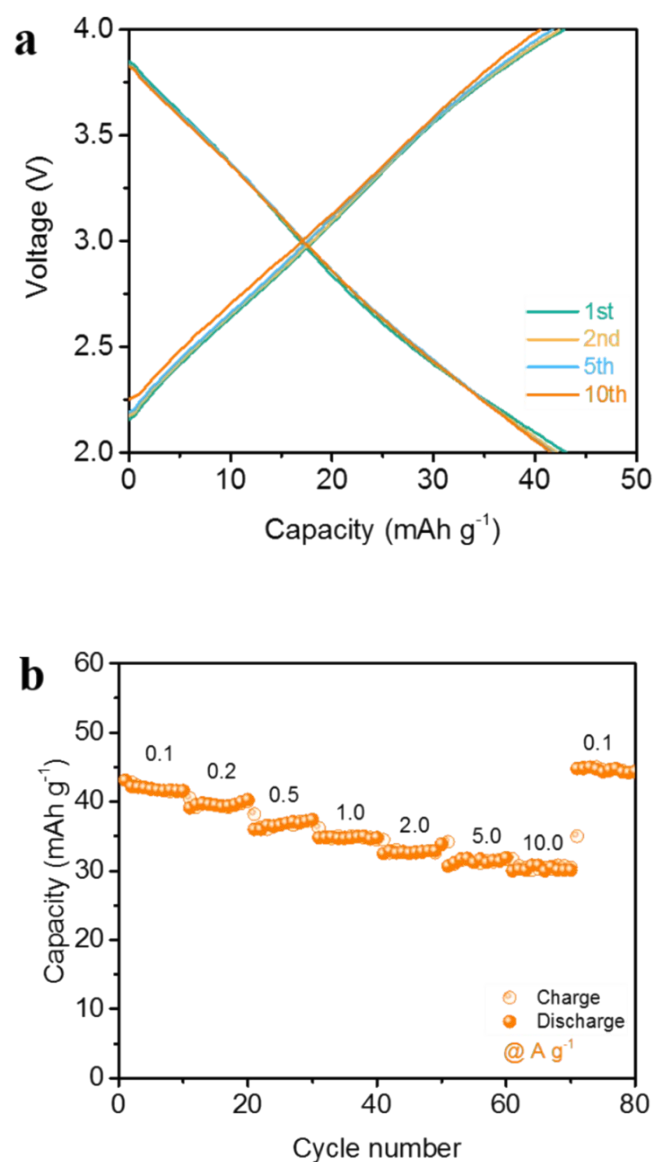 a
4.0
3.5
3.0
2.5
2.0
Voltage (V)
1st
2nd
5th
10th
0 10 20 30 40 50
Capacity (mAh g⁻¹)
b
60
50
40
30
20
10
0
Capacity (mAh g⁻¹)
0.1 0.2 0.5 1.0 2.0 5.0 10.0 0.1
Charge
Discharge
@ A g⁻¹
0 20 40 60 80
Cycle number